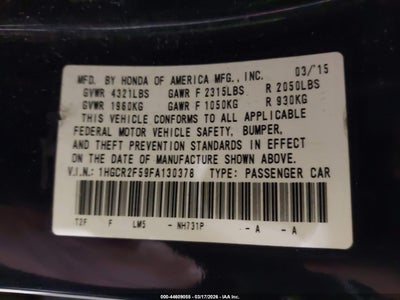 MFD. BY HONDA OF AMERICA MFG., INC. 03/15
GVWR 4321LBS GAWR F 2315LBS R 2050LBS
GVWR 1960KG GAWR F 1050KG R 930KG
THIS VEHICLE CONFORMS TO ALL APPLICABLE
FEDERAL MOTOR VEHICLE SAFETY, BUMPER,
AND THEFT PREVENTION STANDARDS IN EFFECT
ON THE DATE OF MANUFACTURE SHOWN ABOVE.
V.I.N.: 1HGCR2F59FA130378 TYPE: PASSENGER CAR
T2F F LM5 - NH731P - A - A
000-44609055 - 03/17/2026 - IAA Inc.